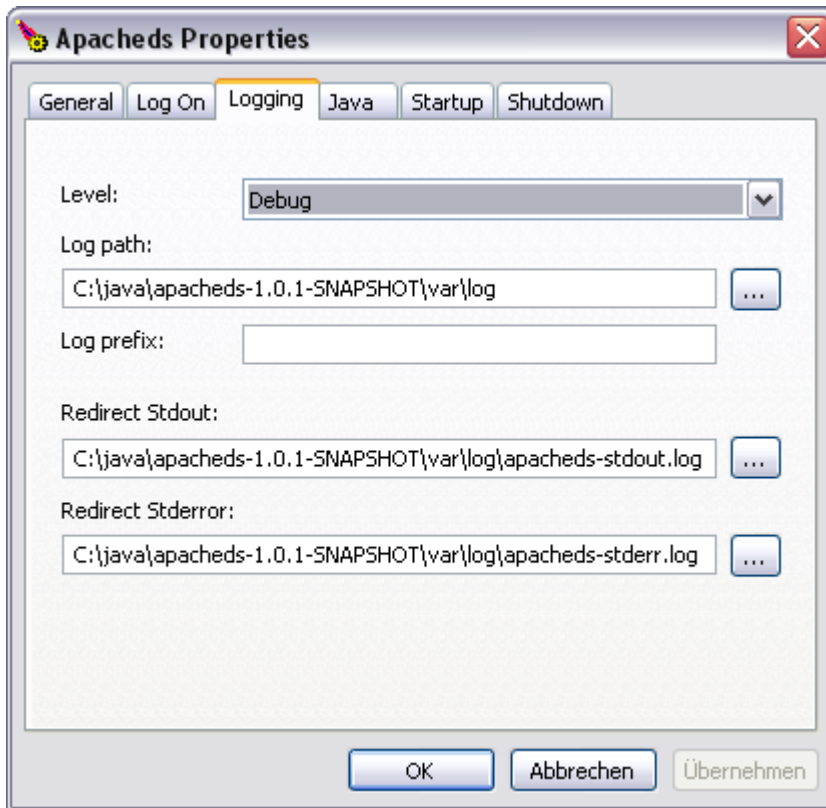 Apacheds Properties
General Log On Logging Java Startup Shutdown
Level: Debug
Log path:
C:\java\apacheds-1.0.1-SNAPSHOT\var\log ...
Log prefix:
Redirect Stdout:
C:\java\apacheds-1.0.1-SNAPSHOT\var\log\apacheds-stdout.log ...
Redirect Stderror:
C:\java\apacheds-1.0.1-SNAPSHOT\var\log\apacheds-stderr.log ...
OK Abbrechen Übernehmen